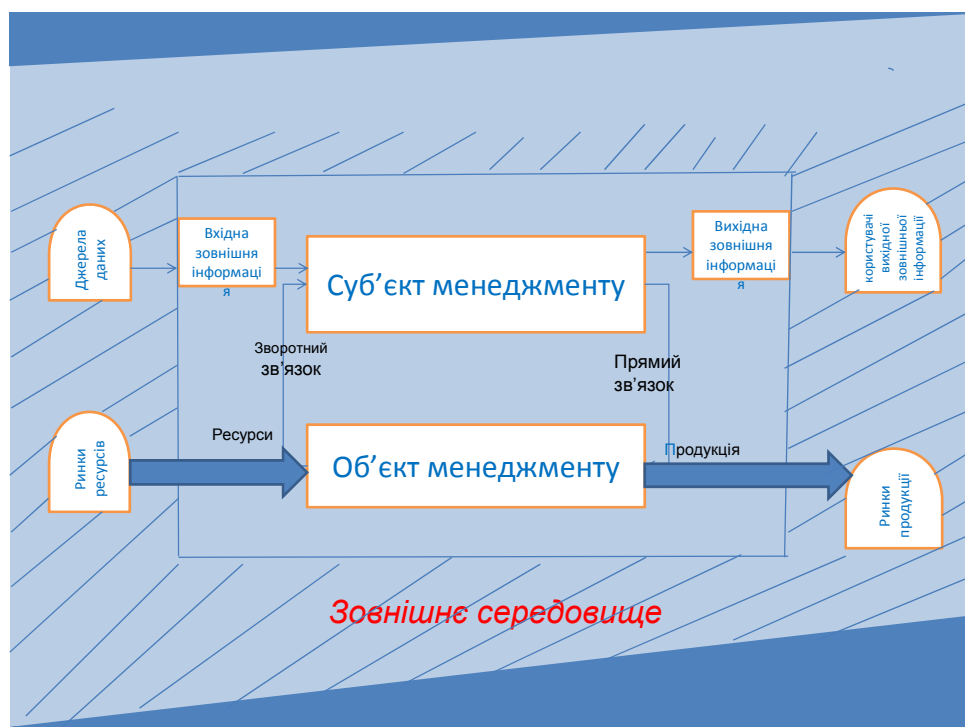 Джерела
даних
Вхідна
зовнішня
інформаці
я
Суб’єкт менеджменту
Вихідна
зовнішня
інформаці
я
користувачі
вихідної
зовнішньої
інформації
Зворотний
зв’язок
Прямий
зв’язок
Ринки
ресурсів
Ресурси
Об’єкт менеджменту
Продукція
Ринки
продукції
Зовнішнє середовище